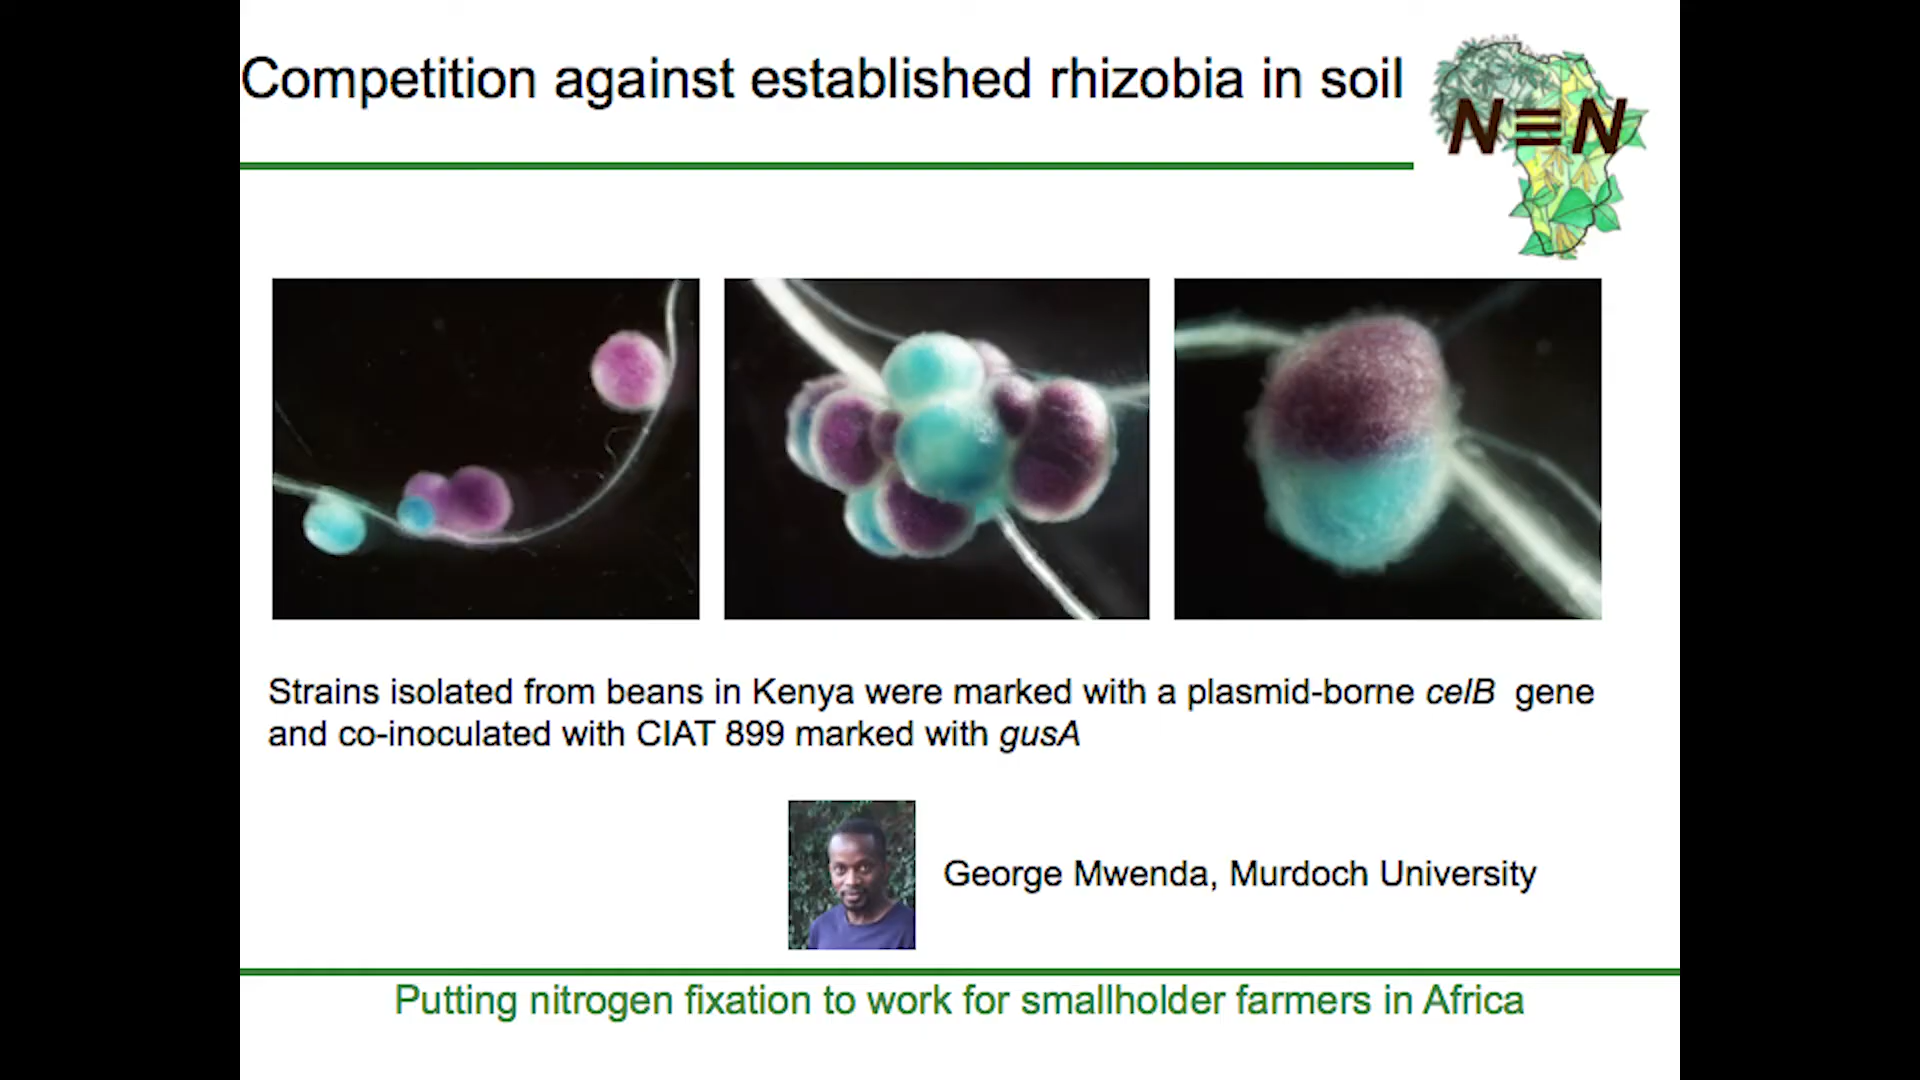 Competition against established rhizobia in soil
N≡N
Strains isolated from beans in Kenya were marked with a plasmid-borne celB gene
and co-inoculated with CIAT 899 marked with gusA
George Mwenda, Murdoch University
Putting nitrogen fixation to work for smallholder farmers in Africa